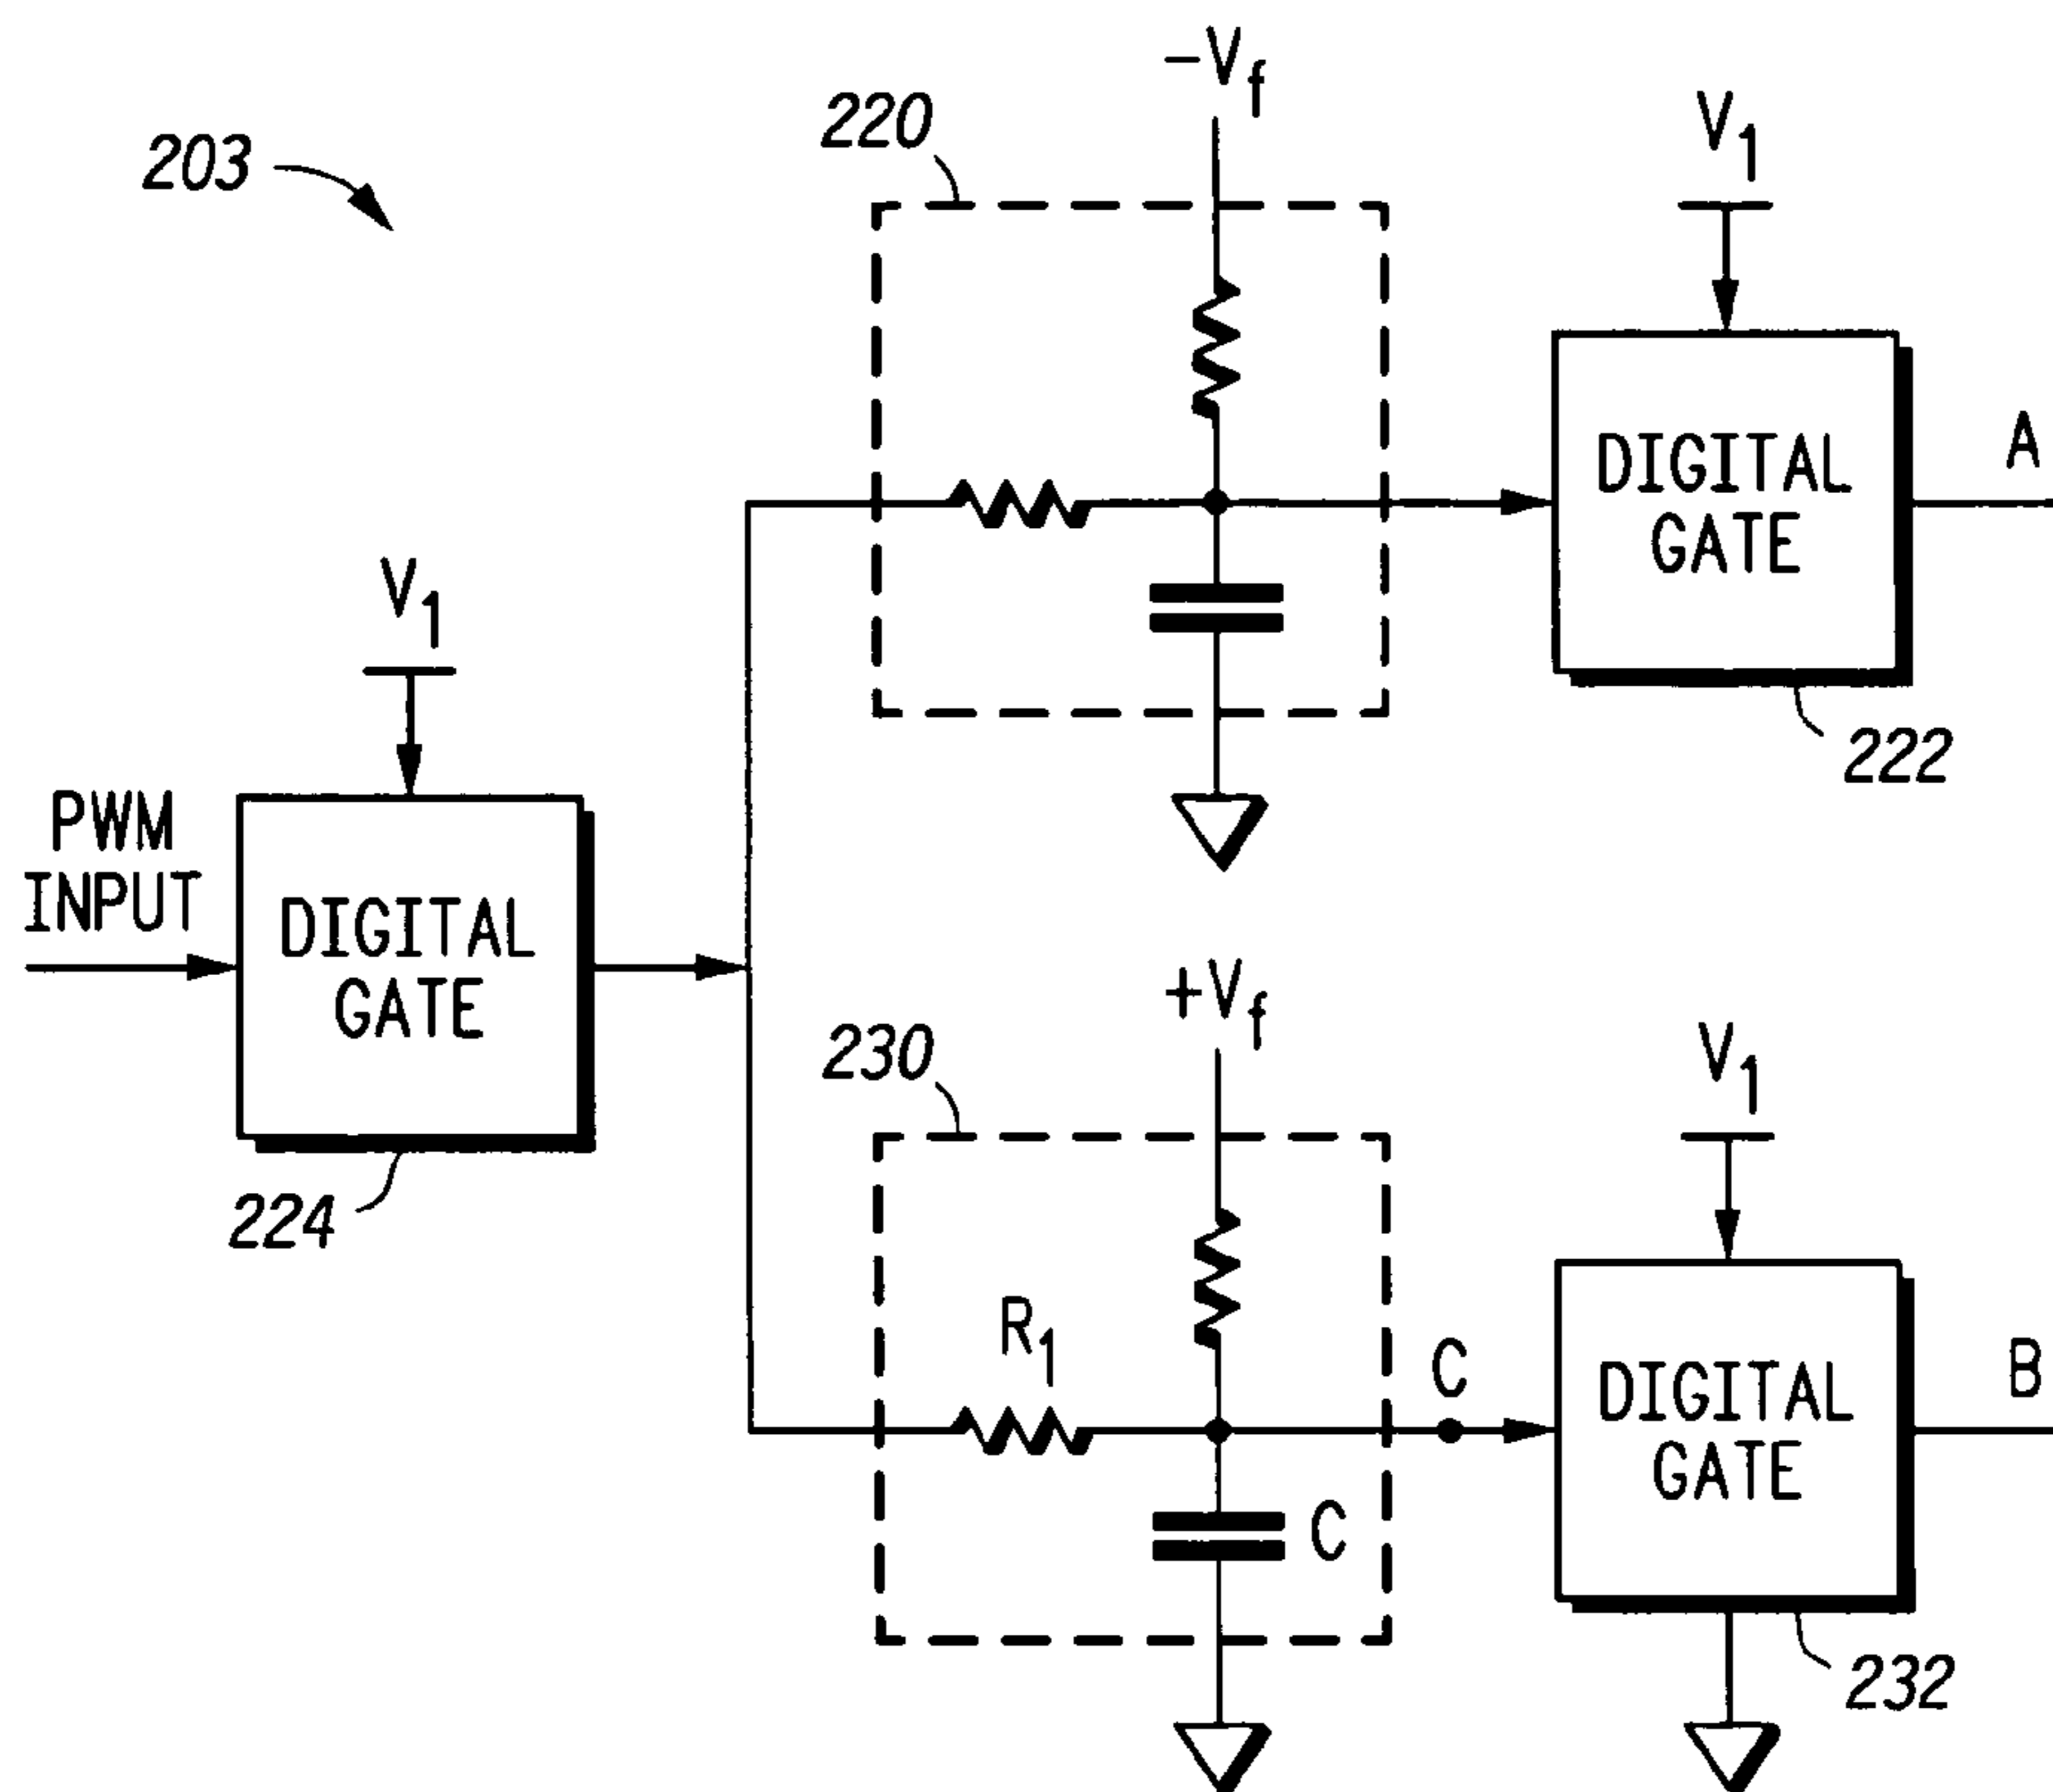 203
220
-Vf
V1
DIGITAL
GATE
A
222
V1
PWM
INPUT
DIGITAL
GATE
224
+Vf
230
V1
R1
C
DIGITAL
GATE
B
C
232